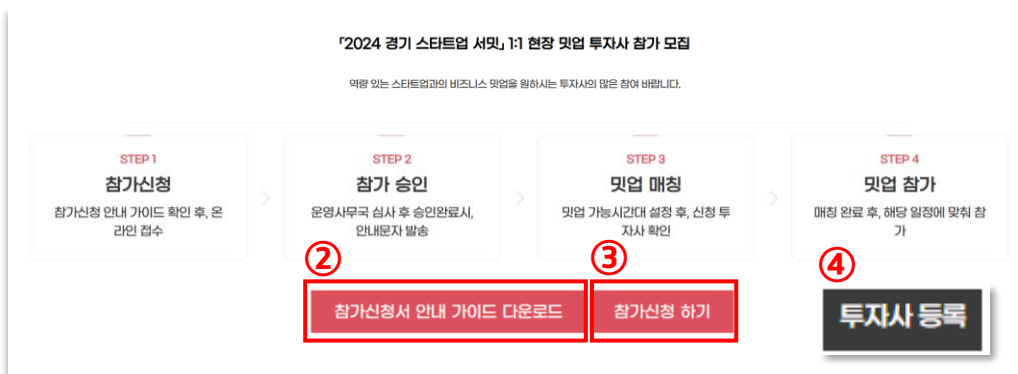 「2024 경기 스타트업 서밋」 1:1 현장 밋업 투자사 참가 모집
역량 있는 스타트업과의 비즈니스 밋업을 원하시는 투자사의 많은 참여 바랍니다.
STEP 1
참가신청
참가신청 안내 가이드 확인 후, 온
라인 접수
STEP 2
참가 승인
운영사무국 심사 후 승인완료시,
안내문자 발송
STEP 3
밋업 매칭
밋업 가능시간대 설정 후, 신청 투
자사 확인
STEP 4
밋업 참가
매칭 완료 후, 해당 일정에 맞춰 참
가
②
참가신청서 안내 가이드 다운로드
③
참가신청 하기
④
투자사 등록